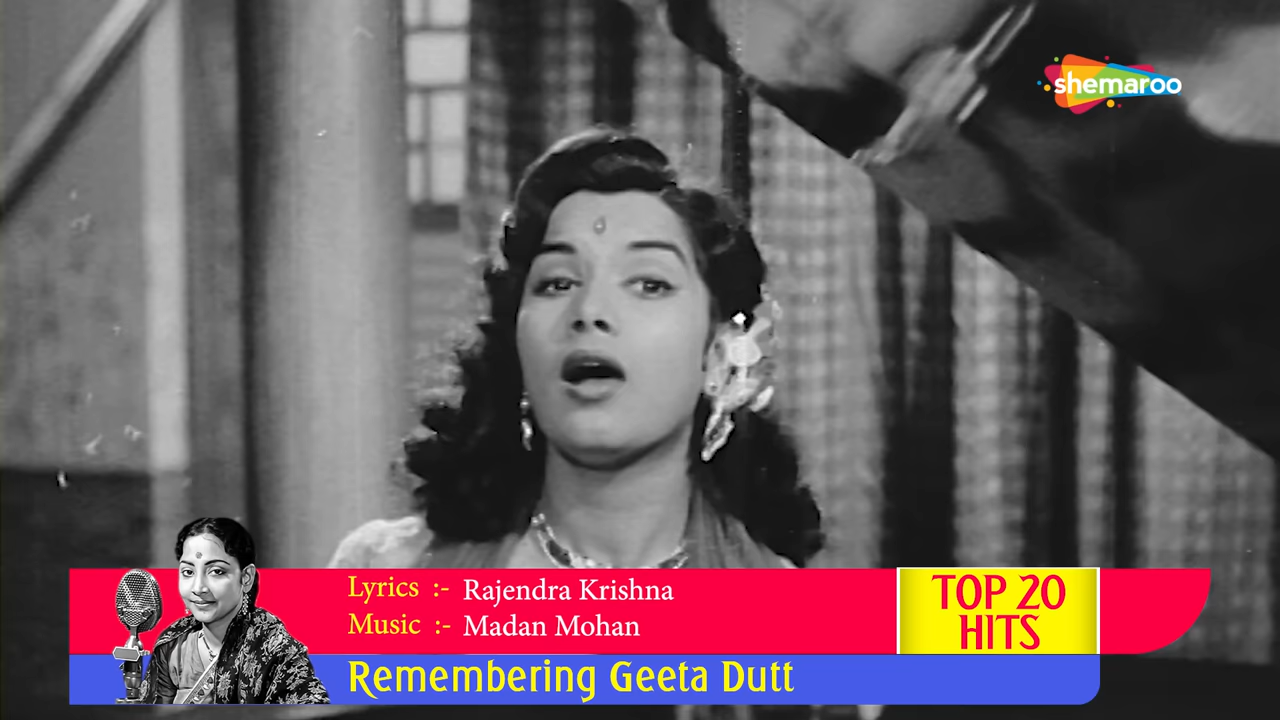 shemaroo
Lyrics :- Rajendra Krishna
Music :- Madan Mohan
TOP 20
HITS
Remembering Geeta Dutt